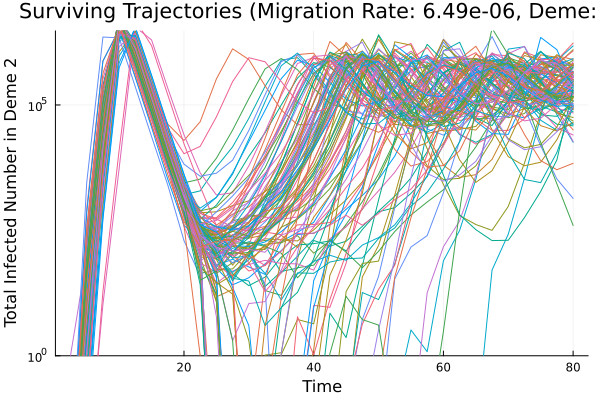 Surviving Trajectories (Migration Rate: 6.49e-06, Deme:
Total Infected Number in Deme 2
10⁵
10⁰
20 40 60 80
Time